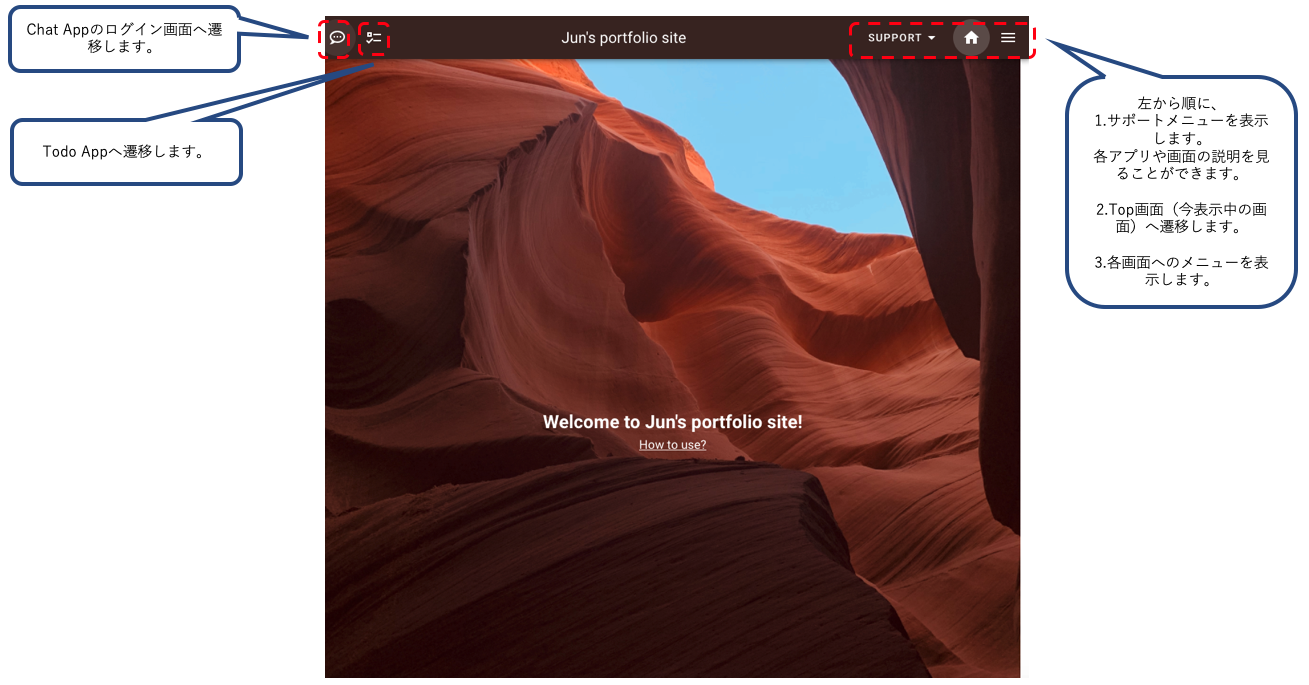 Chat Appのログイン画面へ遷
移します。
Jun's portfolio site
SUPPORT
Todo Appへ遷移します。
左から順に、
1.サポートメニューを表示
します。
各アプリや画面の説明を見
ることができます。
2.Top画面（今表示中の画
面）へ遷移します。
3.各画面へのメニューを表
示します。
Welcome to Jun's portfolio site!
How to use?